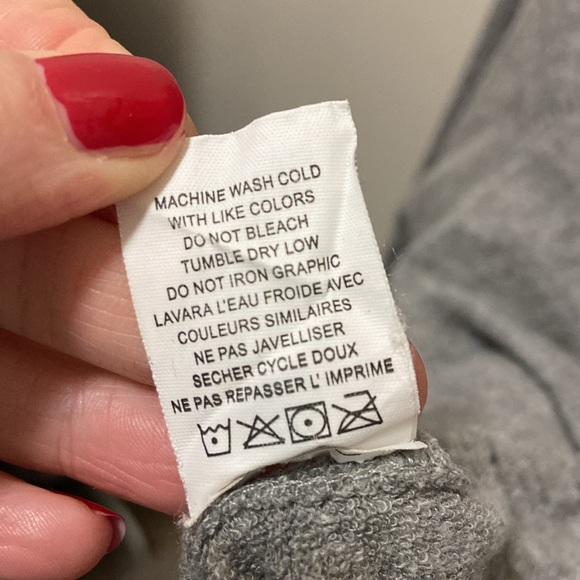 MACHINE WASH COLD
WITH LIKE COLORS
DO NOT BLEACH
TUMBLE DRY LOW
DO NOT IRON GRAPHIC
LAVARA L'EAU FROIDE AVEC
COULEURS SIMILAIRES
NE PAS JAVELLISER
SECHER CYCLE DOUX
NE PAS REPASSER L' IMPRIME